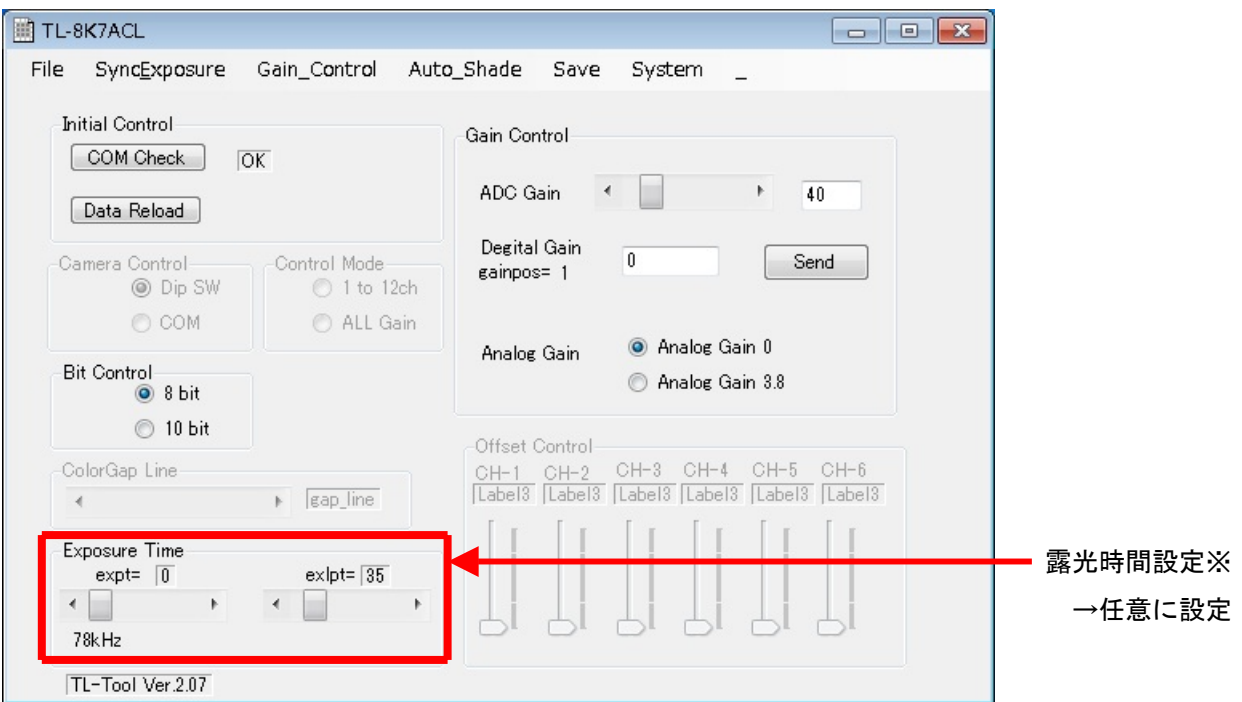 TL-8K7ACL
File SyncExposure Gain_Control Auto_Shade Save System _
Initial Control
COM Check OK
Data Reload
Camera Control
Dip SW
COM
Control Mode
1 to 12ch
ALL Gain
Bit Control
8 bit
10 bit
ColorGap Line
gap_line
Exposure Time
expt= 0
exlpt= 35
78kHz
TL-Tool Ver.2.07
Gain Control
ADC Gain 40
Degital Gain
gainpos= 1
0
Send
Analog Gain
Analog Gain 0
Analog Gain 3.8
Offset Control
CH-1 CH-2 CH-3 CH-4 CH-5 CH-6
Label3 Label3 Label3 Label3 Label3 Label3
露光時間設定※
→任意に設定